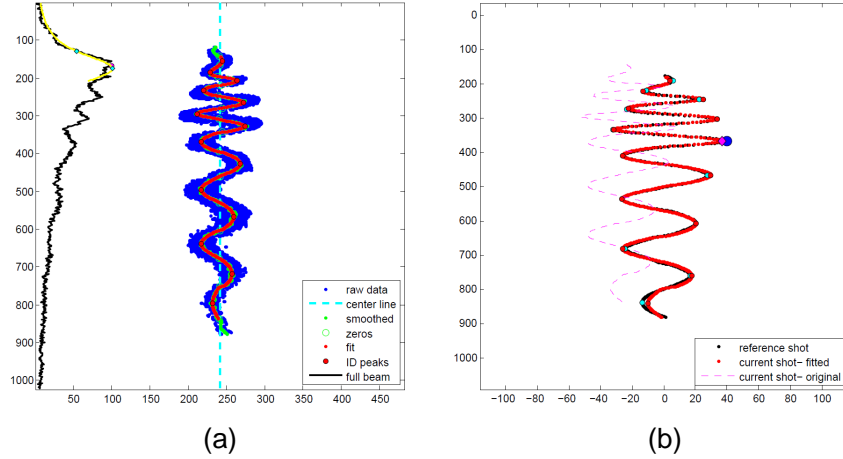 0
100
200
300
400
500
600
700
800
900
1000
50 100 150 200 250 300 350 400 450
raw data
center line
smoothed
zeros
fit
ID peaks
full beam
(a)
0
100
200
300
400
500
600
700
800
900
1000
-100 -80 -60 -40 -20 0 20 40 60 80 100
reference shot
current shot- fitted
current shot- original
(b)